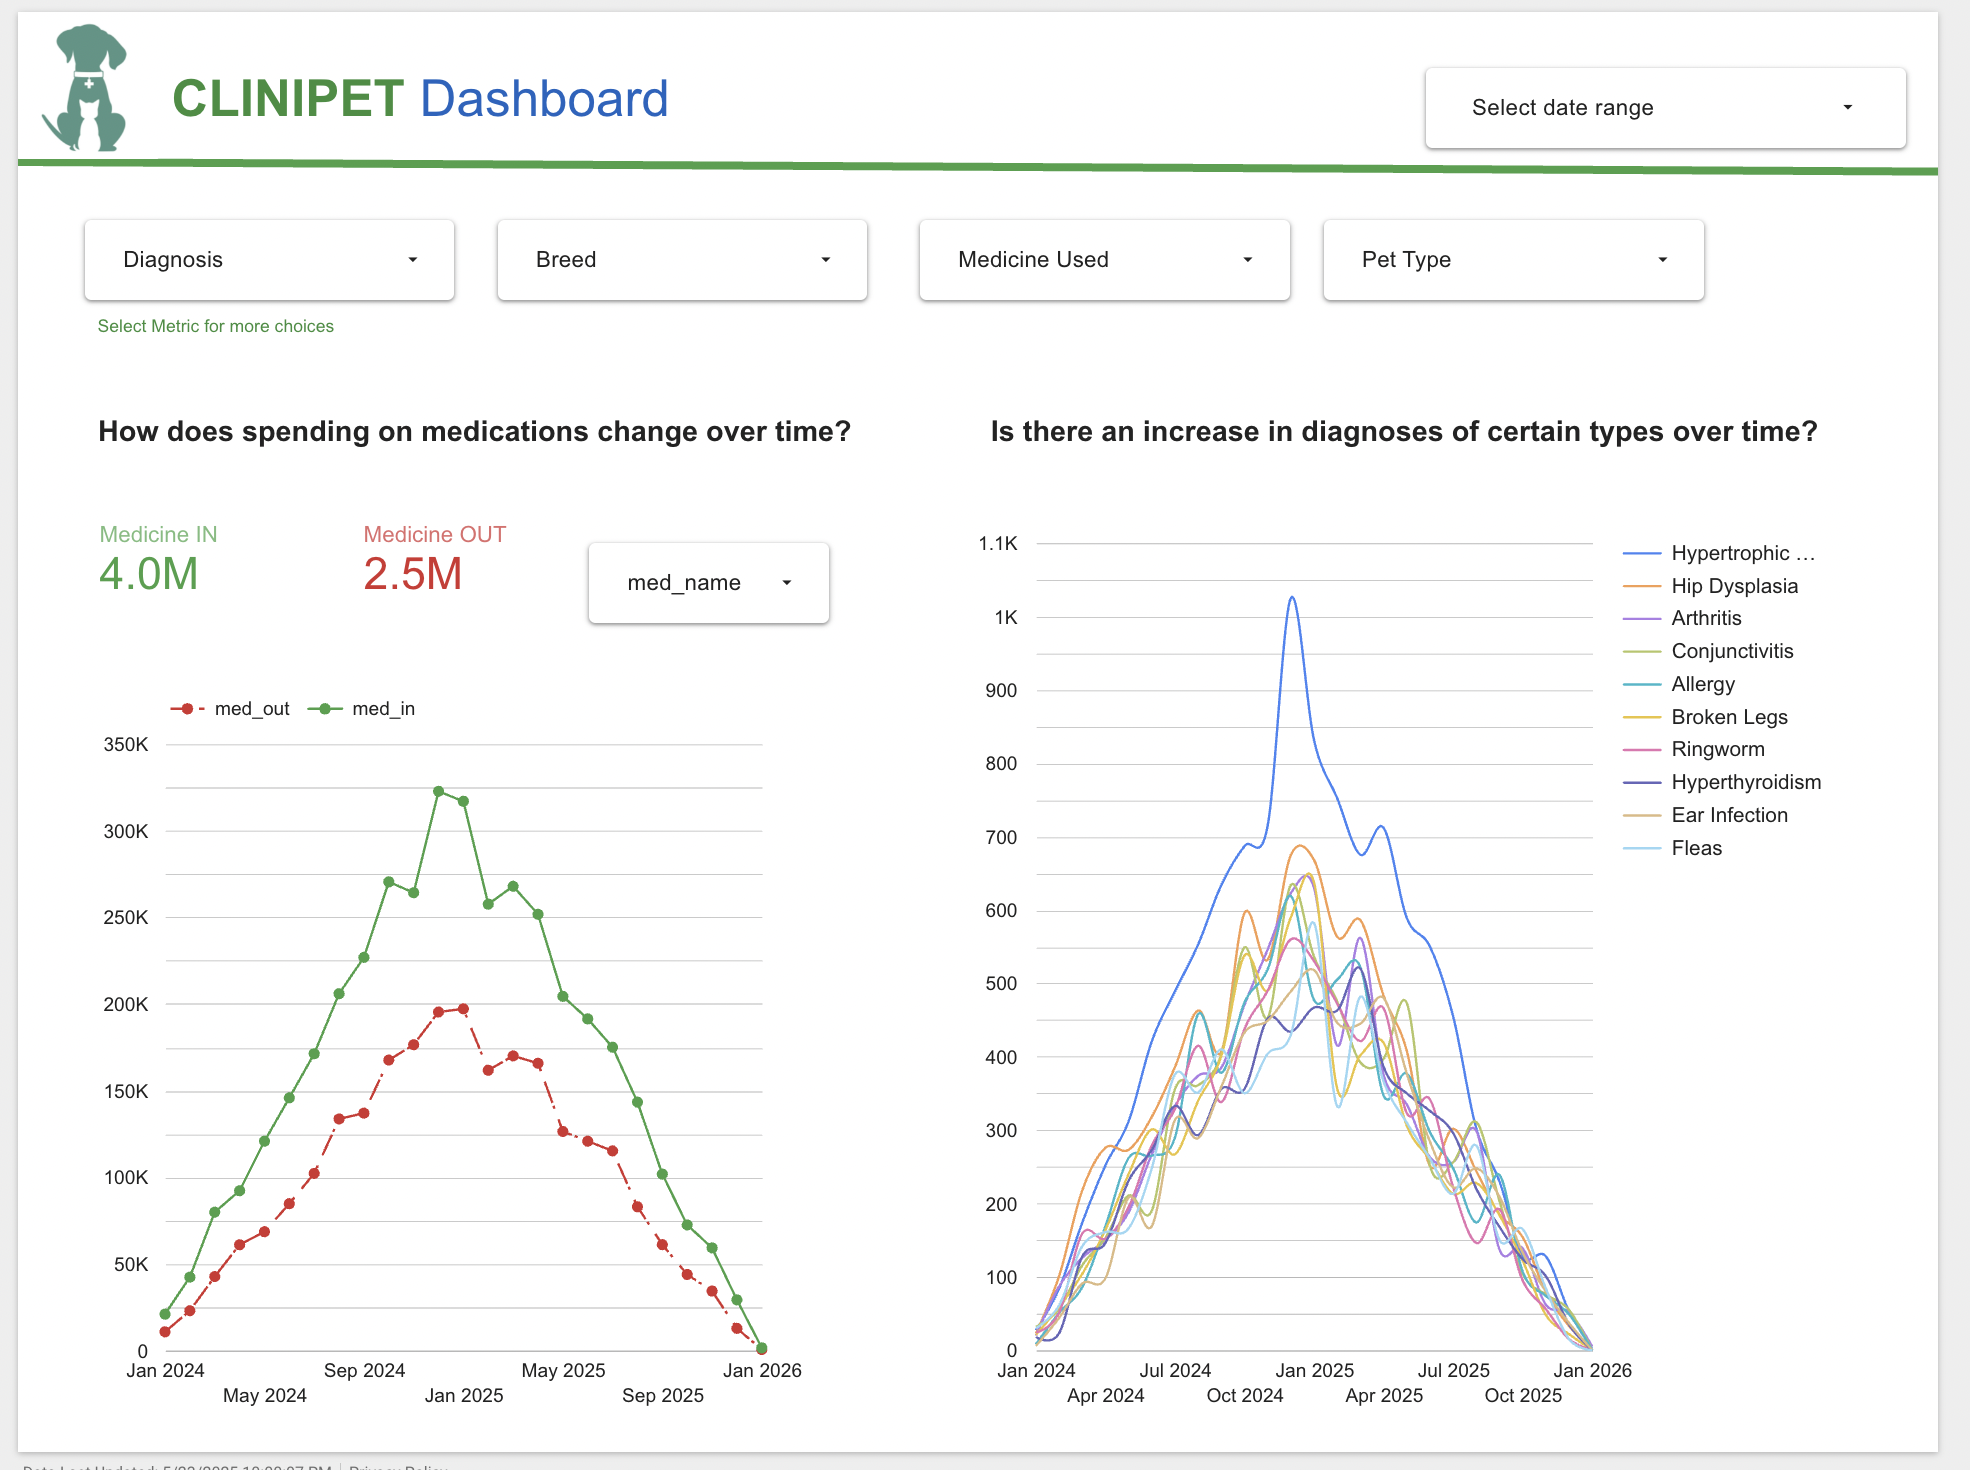 CLINIPET Dashboard
Select date range
Diagnosis
Breed
Medicine Used
Pet Type
Select Metric for more choices
How does spending on medications change over time?
Medicine IN
4.0M
Medicine OUT
2.5M
med_name
med_out
med_in
350K
300K
250K
200K
150K
100K
50K
0
Jan 2024
May 2024
Sep 2024
Jan 2025
May 2025
Sep 2025
Jan 2026
Is there an increase in diagnoses of certain types over time?
1.1K
1K
900
800
700
600
500
400
300
200
100
0
Jan 2024
Apr 2024
Jul 2024
Oct 2024
Jan 2025
Apr 2025
Jul 2025
Oct 2025
Jan 2026
Hypertrophic …
Hip Dysplasia
Arthritis
Conjunctivitis
Allergy
Broken Legs
Ringworm
Hyperthyroidism
Ear Infection
Fleas
Data Last Updated:
Privacy Policy